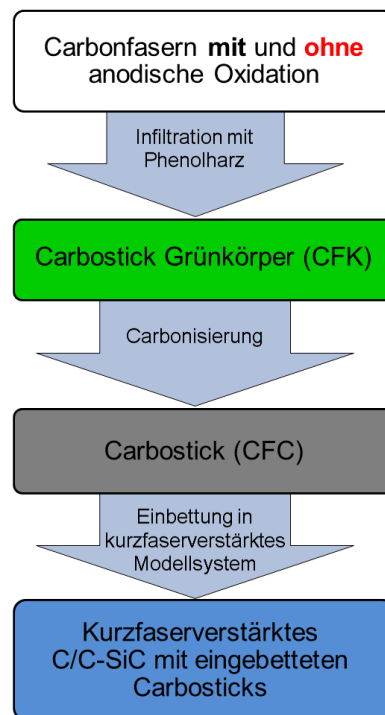 Carbonfasern mit und ohne
anodische Oxidation
Infiltration mit
Phenolharz
Carbostick Grünkörper (CFK)
Carbonisierung
Carbostick (CFC)
Einbettung in
kurzfaserverstärktes
Modellsystem
Kurzfaserverstärktes
C/C-SiC mit eingebetteten
Carbosticks